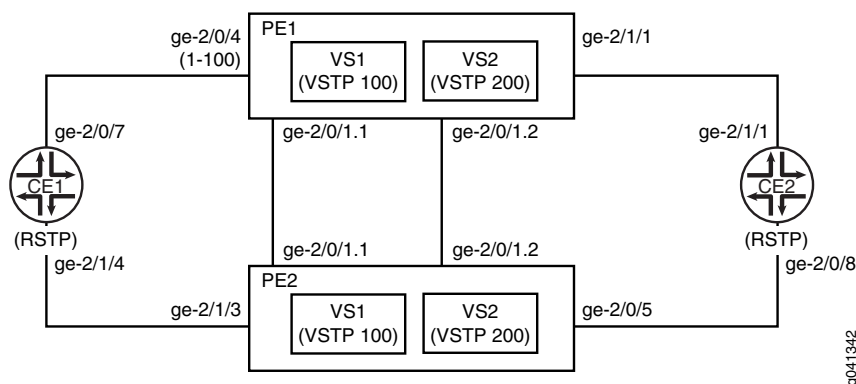 PE1
ge-2/0/4
(1-100)
VS1
(VSTP 100)
VS2
(VSTP 200)
ge-2/1/1
ge-2/0/7
ge-2/0/1.1
ge-2/0/1.2
ge-2/1/1
CE1
(RSTP)
CE2
(RSTP)
ge-2/1/4
ge-2/0/1.1
ge-2/0/1.2
ge-2/0/8
PE2
ge-2/1/3
VS1
(VSTP 100)
VS2
(VSTP 200)
ge-2/0/5
g041342